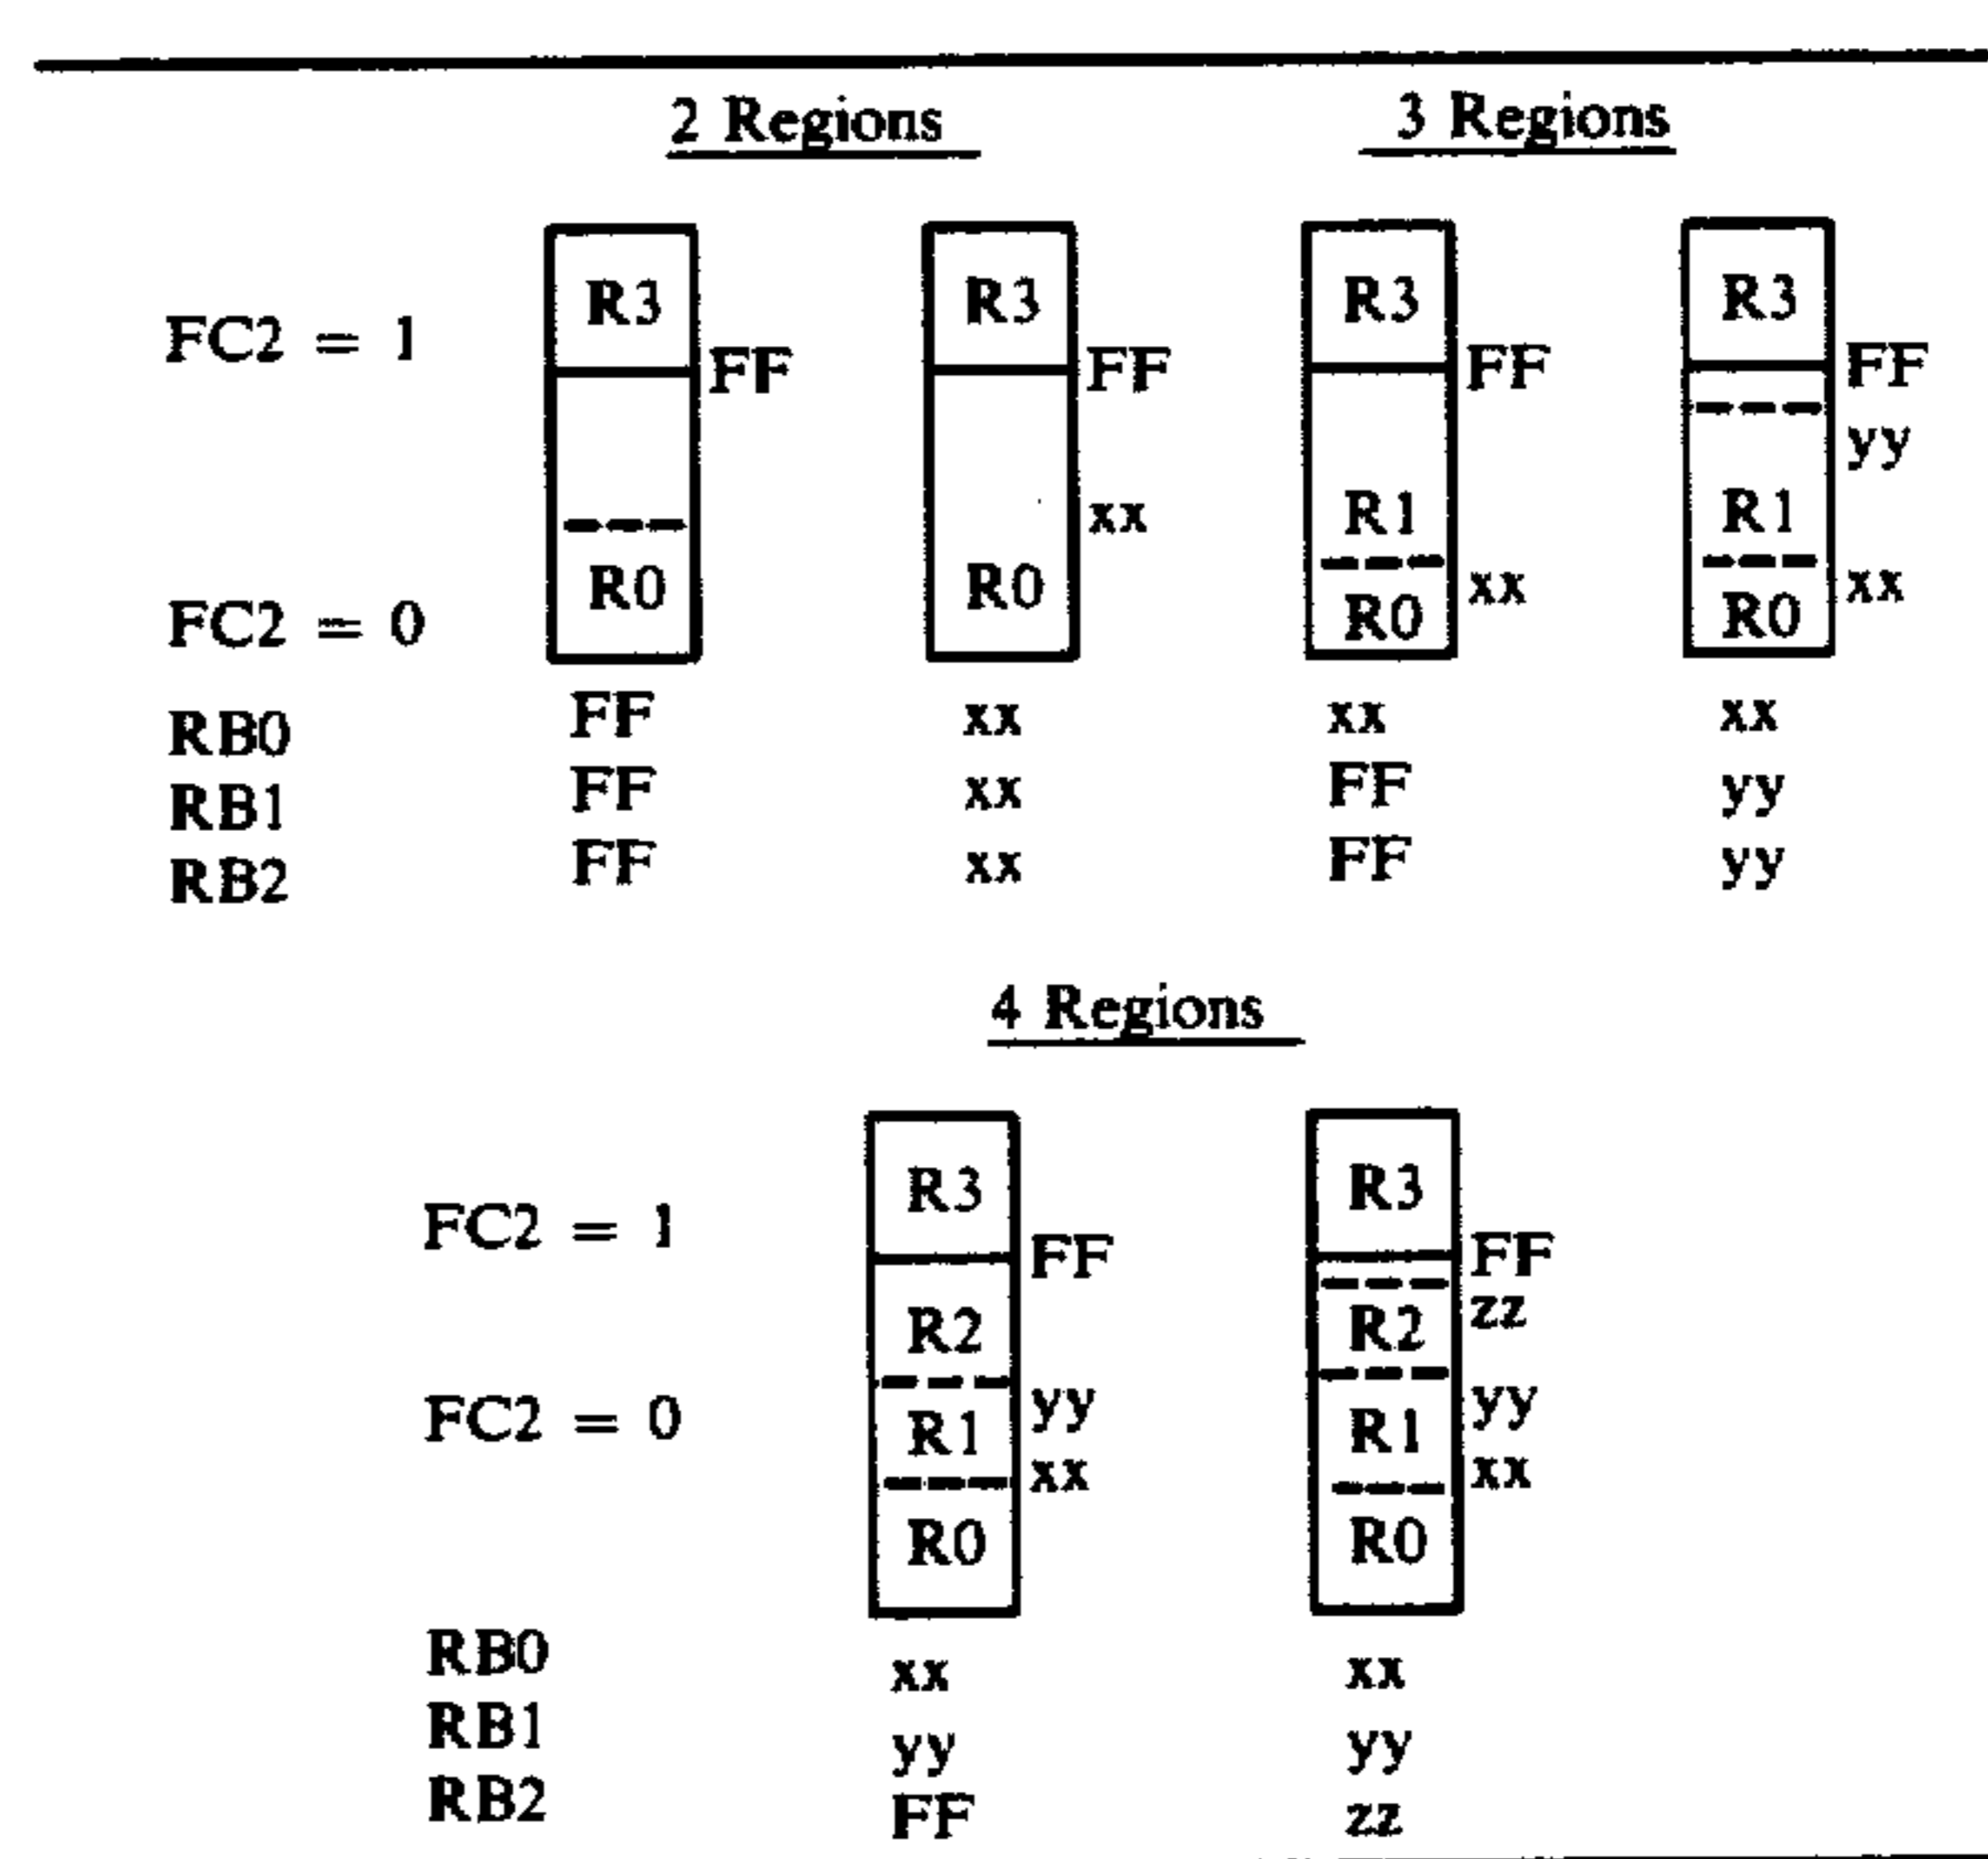 2 Regions 3 Regions
R3 R3 R3 R3
FC2 = 1 FF FF FF FF
yy
R1 R1
xx
R0 R0 xx xx
FC2 = 0 R0 R0
RB0 FF xx xx xx
RB1 FF xx FF yy
RB2 FF xx FF yy
4 Regions
R3 R3
FC2 = 1 FF FF
R2 R2 zz
FC2 = 0 R1 yy R1 yy
xx xx
R0 R0
RB0 xx xx
RB1 yy yy
RB2 FF zz